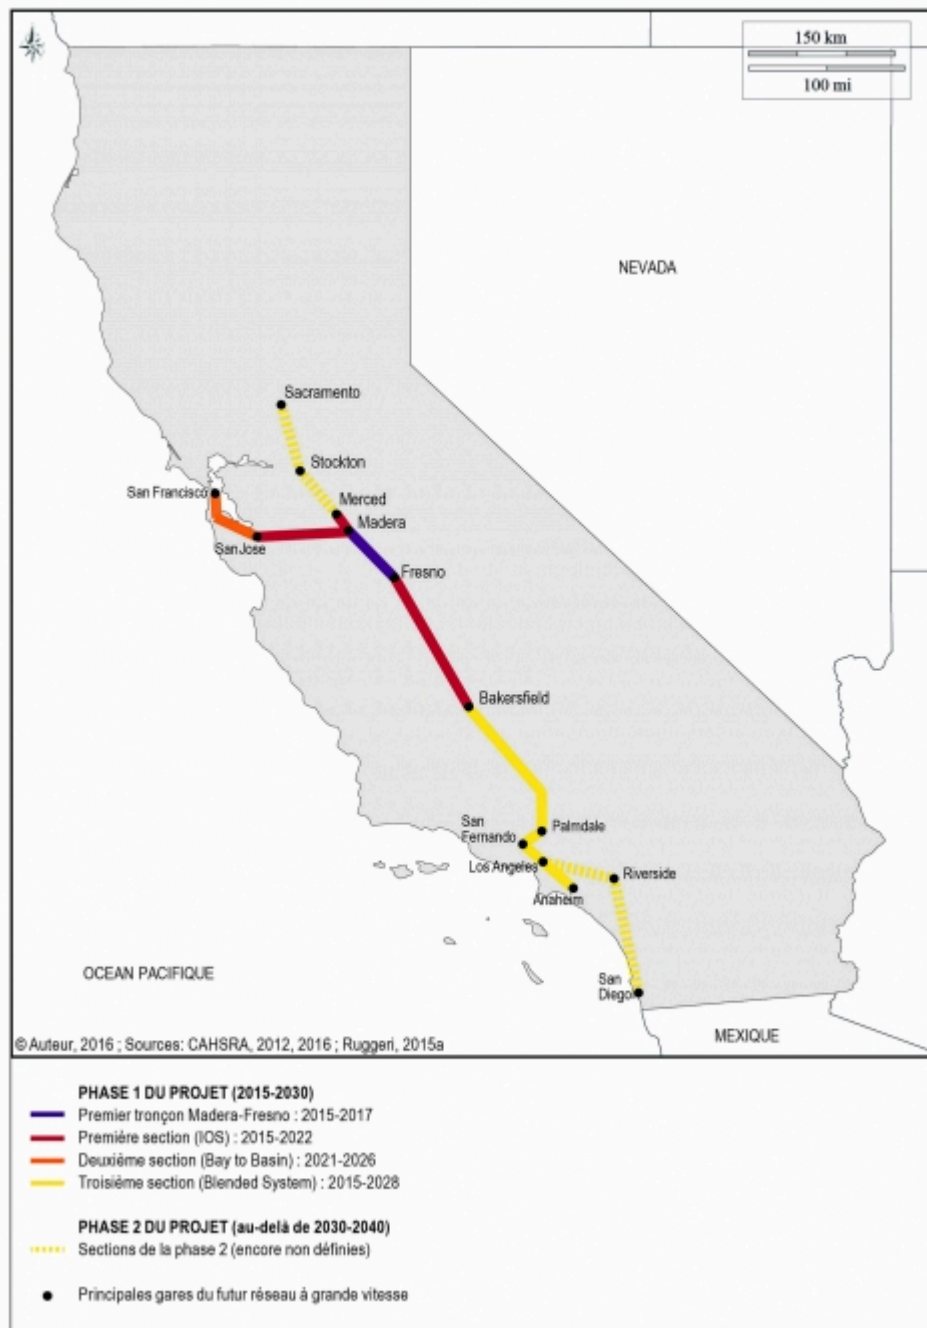 150 km
100 mi
NEVADA
Sacramento
Stockton
San Francisco
Merced
Madera
San Jose
Fresno
Bakersfield
San
Fernando
Palmdale
Los Angeles
Riverside
Anaheim
OCEAN PACIFIQUE
San
Diego
MEXIQUE
© Auteur, 2016 ; Sources: CAHSRA, 2012, 2016 ; Ruggeri, 2015a
PHASE 1 DU PROJET (2015-2030)
Premier tronçon Madera-Fresno : 2015-2017
Première section (IOS) : 2015-2022
Deuxième section (Bay to Basin) : 2021-2026
Troisième section (Blended System) : 2015-2028
PHASE 2 DU PROJET (au-delà de 2030-2040)
Sections de la phase 2 (encore non définies)
Principales gares du futur réseau à grande vitesse